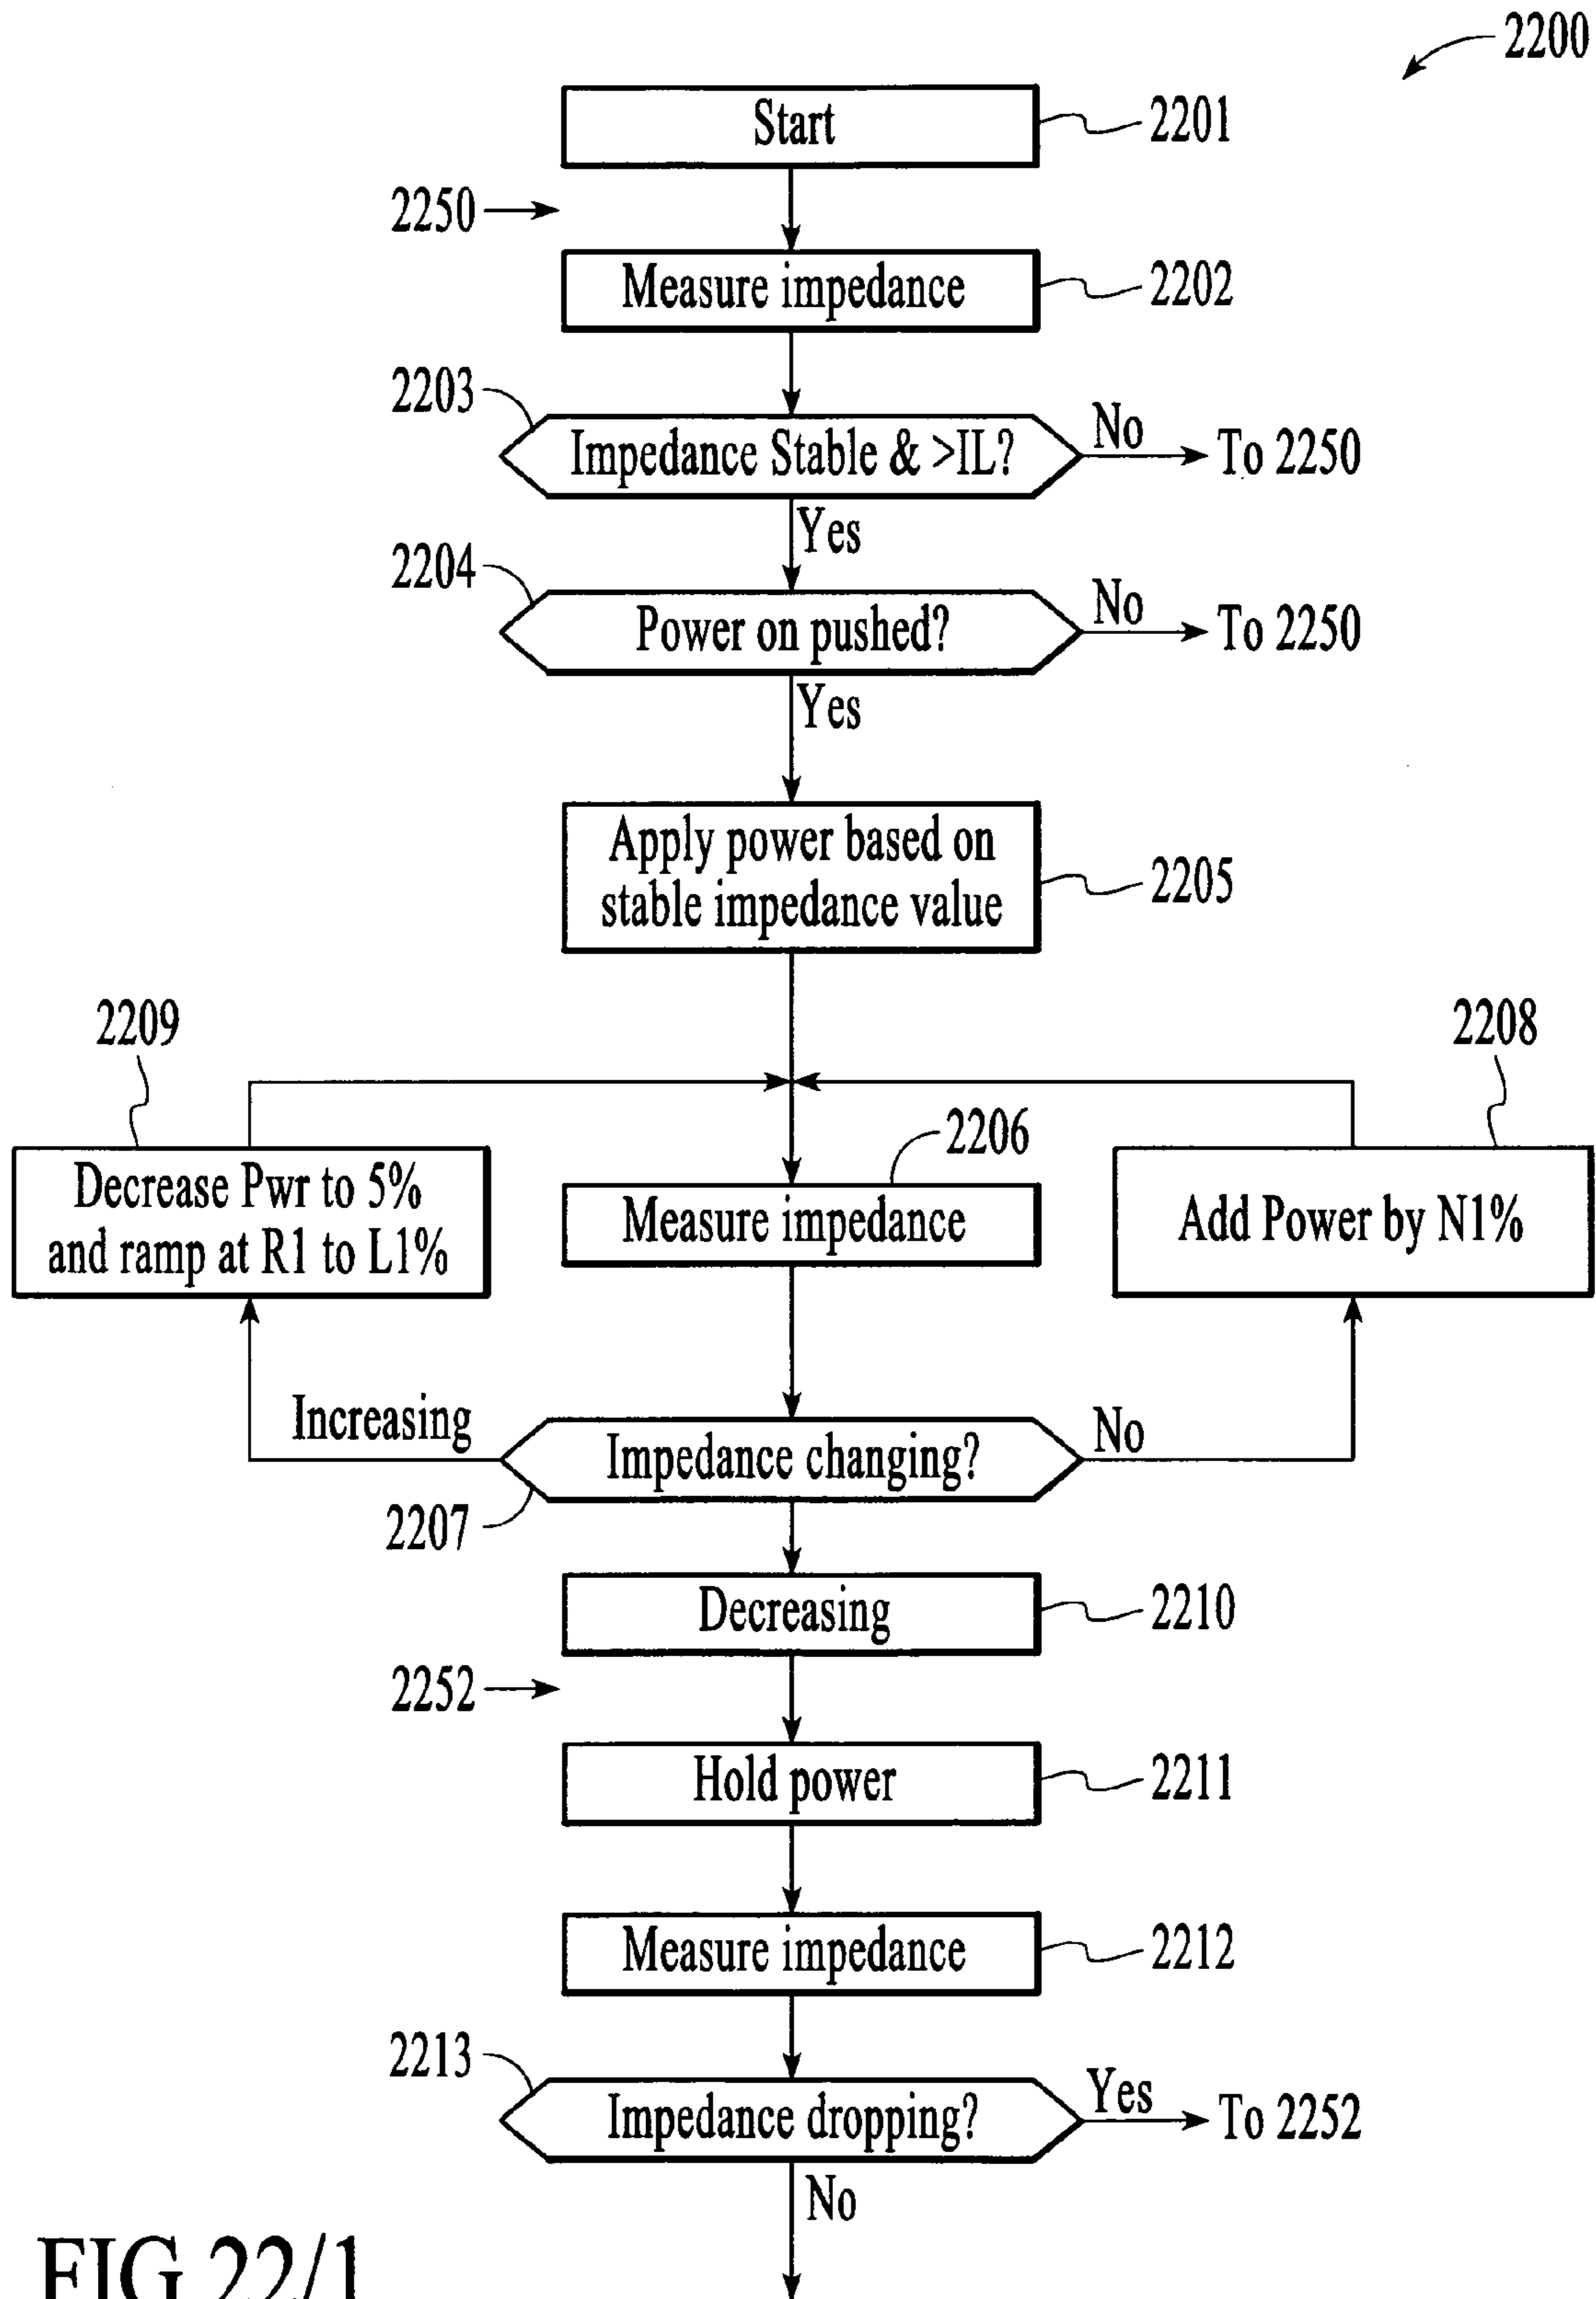 2200
Start
2201
2250
Measure impedance
2202
2203
Impedance Stable & >IL?
No
To 2250
Yes
2204
Power on pushed?
No
To 2250
Yes
Apply power based on
stable impedance value
2205
2209
2208
Decrease Pwr to 5%
and ramp at R1 to L1%
2206
Measure impedance
Add Power by N1%
Increasing
Impedance changing?
No
2207
Decreasing
2210
2252
Hold power
2211
Measure impedance
2212
2213
Impedance dropping?
Yes
To 2252
No
FIG 22/1